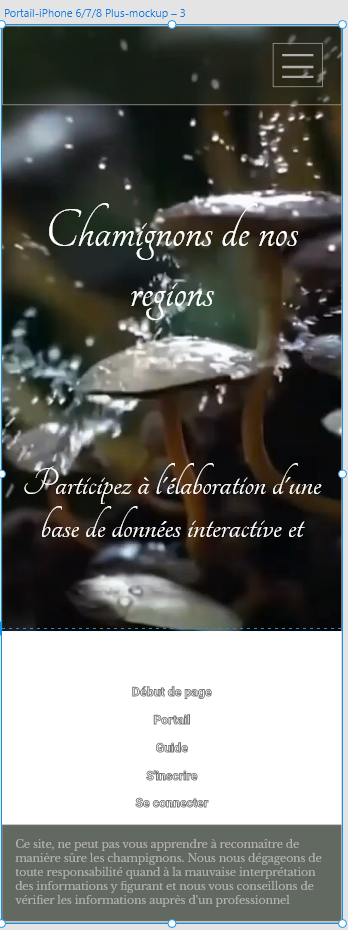 Portail-iPhone 6/7/8 Plus-mockup – 3
Chamignons de nos
regions
Participez à l'élaboration d'une
base de données interactive et
Début de page
Portail
Guide
S'inscrire
Se connecter
Ce site, ne peut pas vous apprendre à reconnaître de
manière sûre les champignons. Nous nous dégageons de
toute responsabilité quand à la mauvaise interprétation
des informations y figurant et nous vous conseillons de
vérifier les informations auprès d'un professionnel